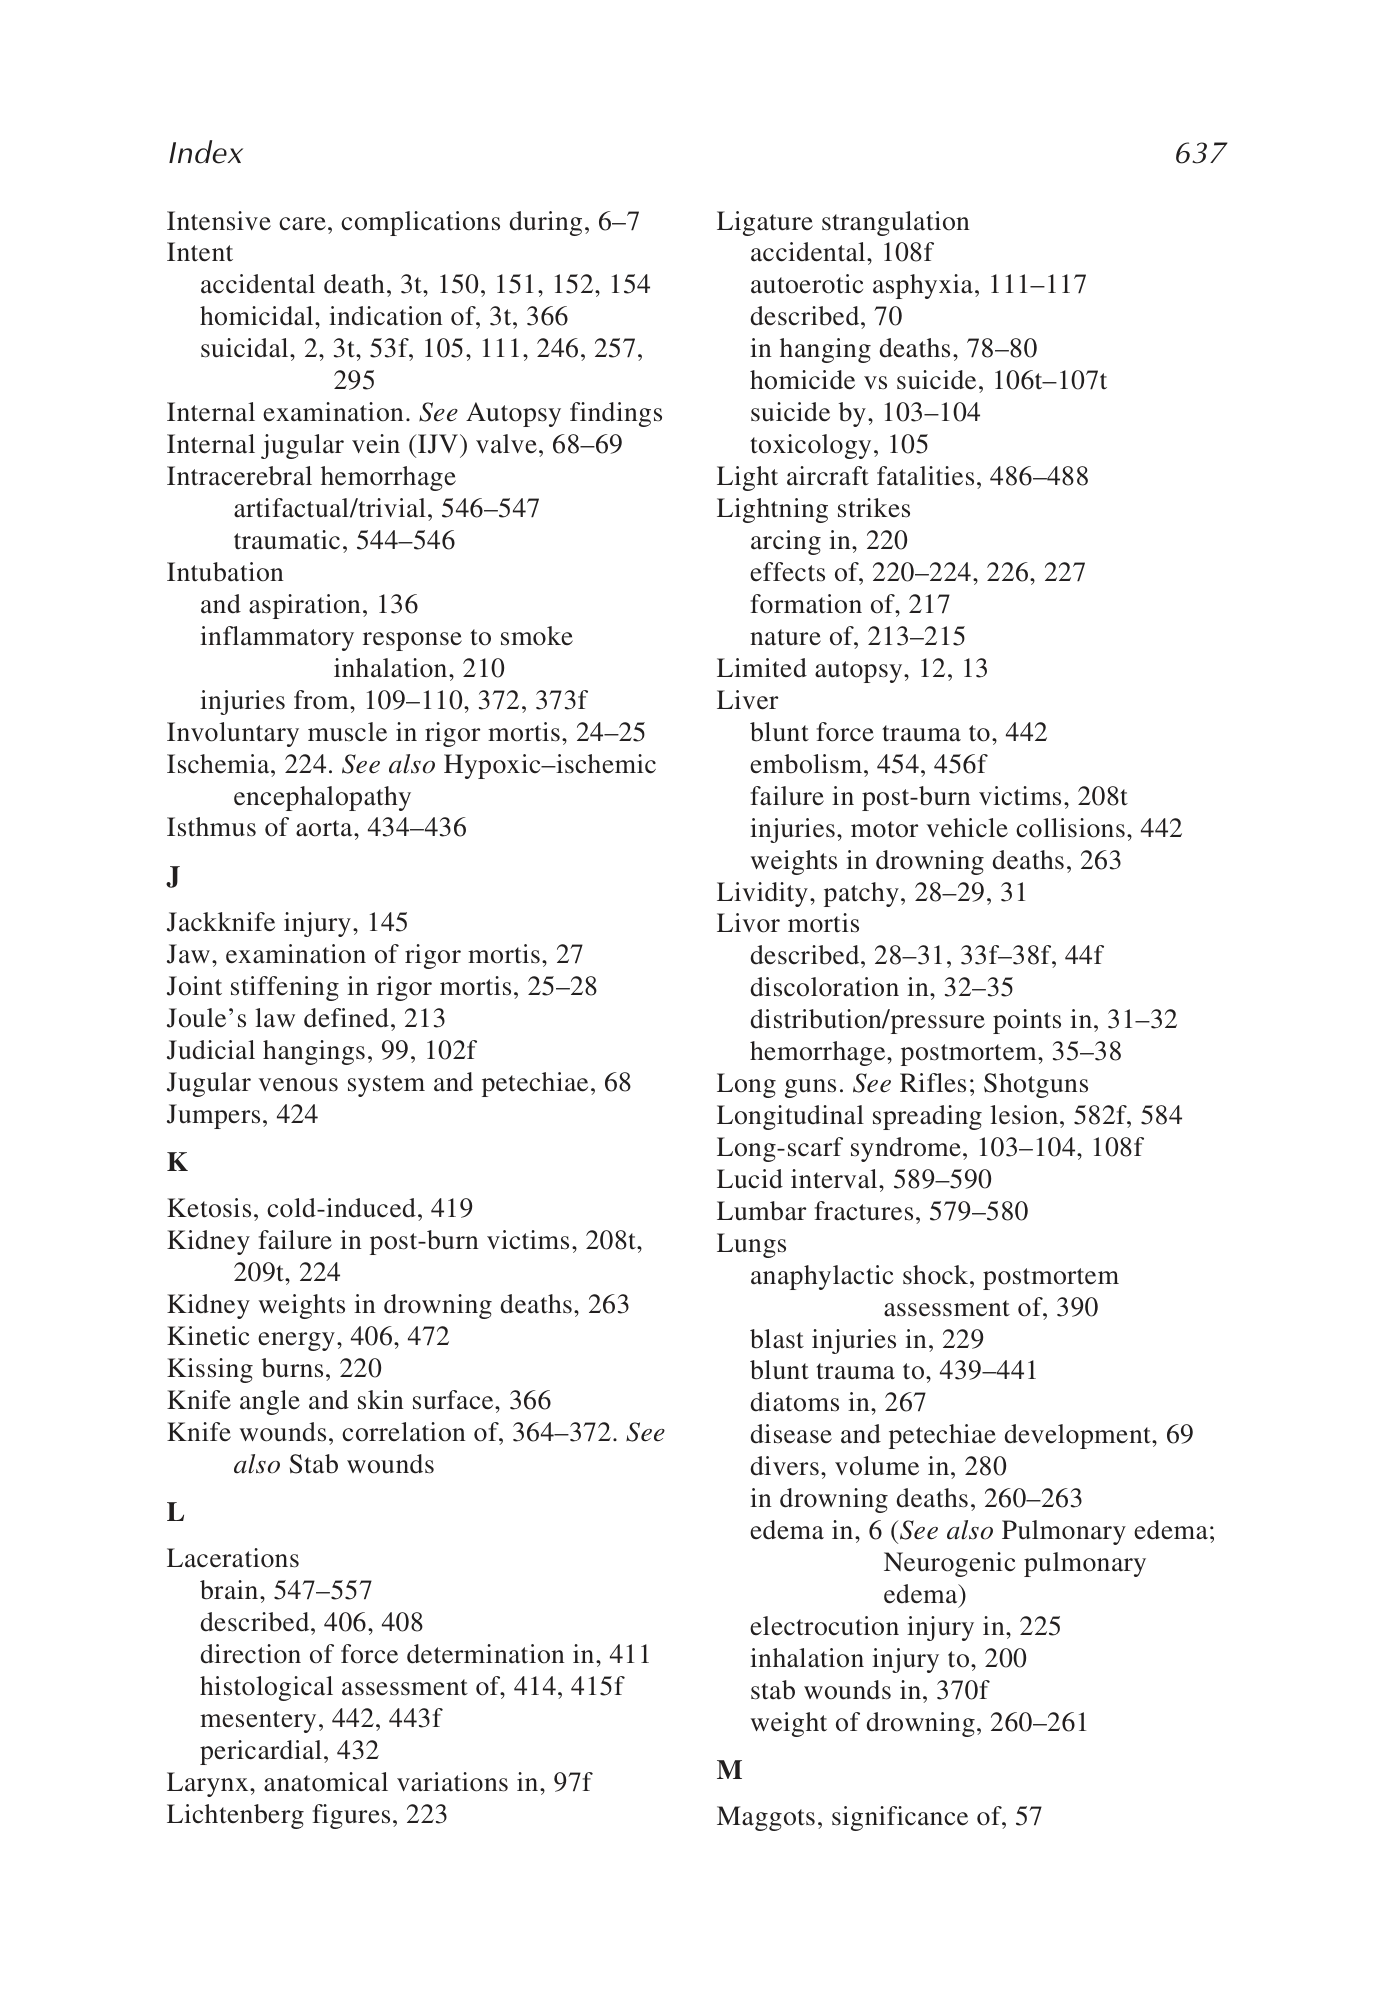 Index 637
Intensive care, complications during, 6–7
Intent
accidental death, 3t, 150, 151, 152, 154
homicidal, indication of, 3t, 366
suicidal, 2, 3t, 53f, 105, 111, 246, 257,
295
Internal examination. See Autopsy findings
Internal jugular vein (IJV) valve, 68–69
Intracerebral hemorrhage
artifactual/trivial, 546–547
traumatic, 544–546
Intubation
and aspiration, 136
inflammatory response to smoke
inhalation, 210
injuries from, 109–110, 372, 373f
Involuntary muscle in rigor mortis, 24–25
Ischemia, 224. See also Hypoxic–ischemic
encephalopathy
Isthmus of aorta, 434–436
J
Jackknife injury, 145
Jaw, examination of rigor mortis, 27
Joint stiffening in rigor mortis, 25–28
Joule’s law defined, 213
Judicial hangings, 99, 102f
Jugular venous system and petechiae, 68
Jumpers, 424
K
Ketosis, cold-induced, 419
Kidney failure in post-burn victims, 208t,
209t, 224
Kidney weights in drowning deaths, 263
Kinetic energy, 406, 472
Kissing burns, 220
Knife angle and skin surface, 366
Knife wounds, correlation of, 364–372. See
also Stab wounds
L
Lacerations
brain, 547–557
described, 406, 408
direction of force determination in, 411
histological assessment of, 414, 415f
mesentery, 442, 443f
pericardial, 432
Larynx, anatomical variations in, 97f
Lichtenberg figures, 223
Ligature strangulation
accidental, 108f
autoerotic asphyxia, 111–117
described, 70
in hanging deaths, 78–80
homicide vs suicide, 106t–107t
suicide by, 103–104
toxicology, 105
Light aircraft fatalities, 486–488
Lightning strikes
arcing in, 220
effects of, 220–224, 226, 227
formation of, 217
nature of, 213–215
Limited autopsy, 12, 13
Liver
blunt force trauma to, 442
embolism, 454, 456f
failure in post-burn victims, 208t
injuries, motor vehicle collisions, 442
weights in drowning deaths, 263
Lividity, patchy, 28–29, 31
Livor mortis
described, 28–31, 33f–38f, 44f
discoloration in, 32–35
distribution/pressure points in, 31–32
hemorrhage, postmortem, 35–38
Long guns. See Rifles; Shotguns
Longitudinal spreading lesion, 582f, 584
Long-scarf syndrome, 103–104, 108f
Lucid interval, 589–590
Lumbar fractures, 579–580
Lungs
anaphylactic shock, postmortem
assessment of, 390
blast injuries in, 229
blunt trauma to, 439–441
diatoms in, 267
disease and petechiae development, 69
divers, volume in, 280
in drowning deaths, 260–263
edema in, 6 (See also Pulmonary edema;
Neurogenic pulmonary
edema)
electrocution injury in, 225
inhalation injury to, 200
stab wounds in, 370f
weight of drowning, 260–261
M
Maggots, significance of, 57